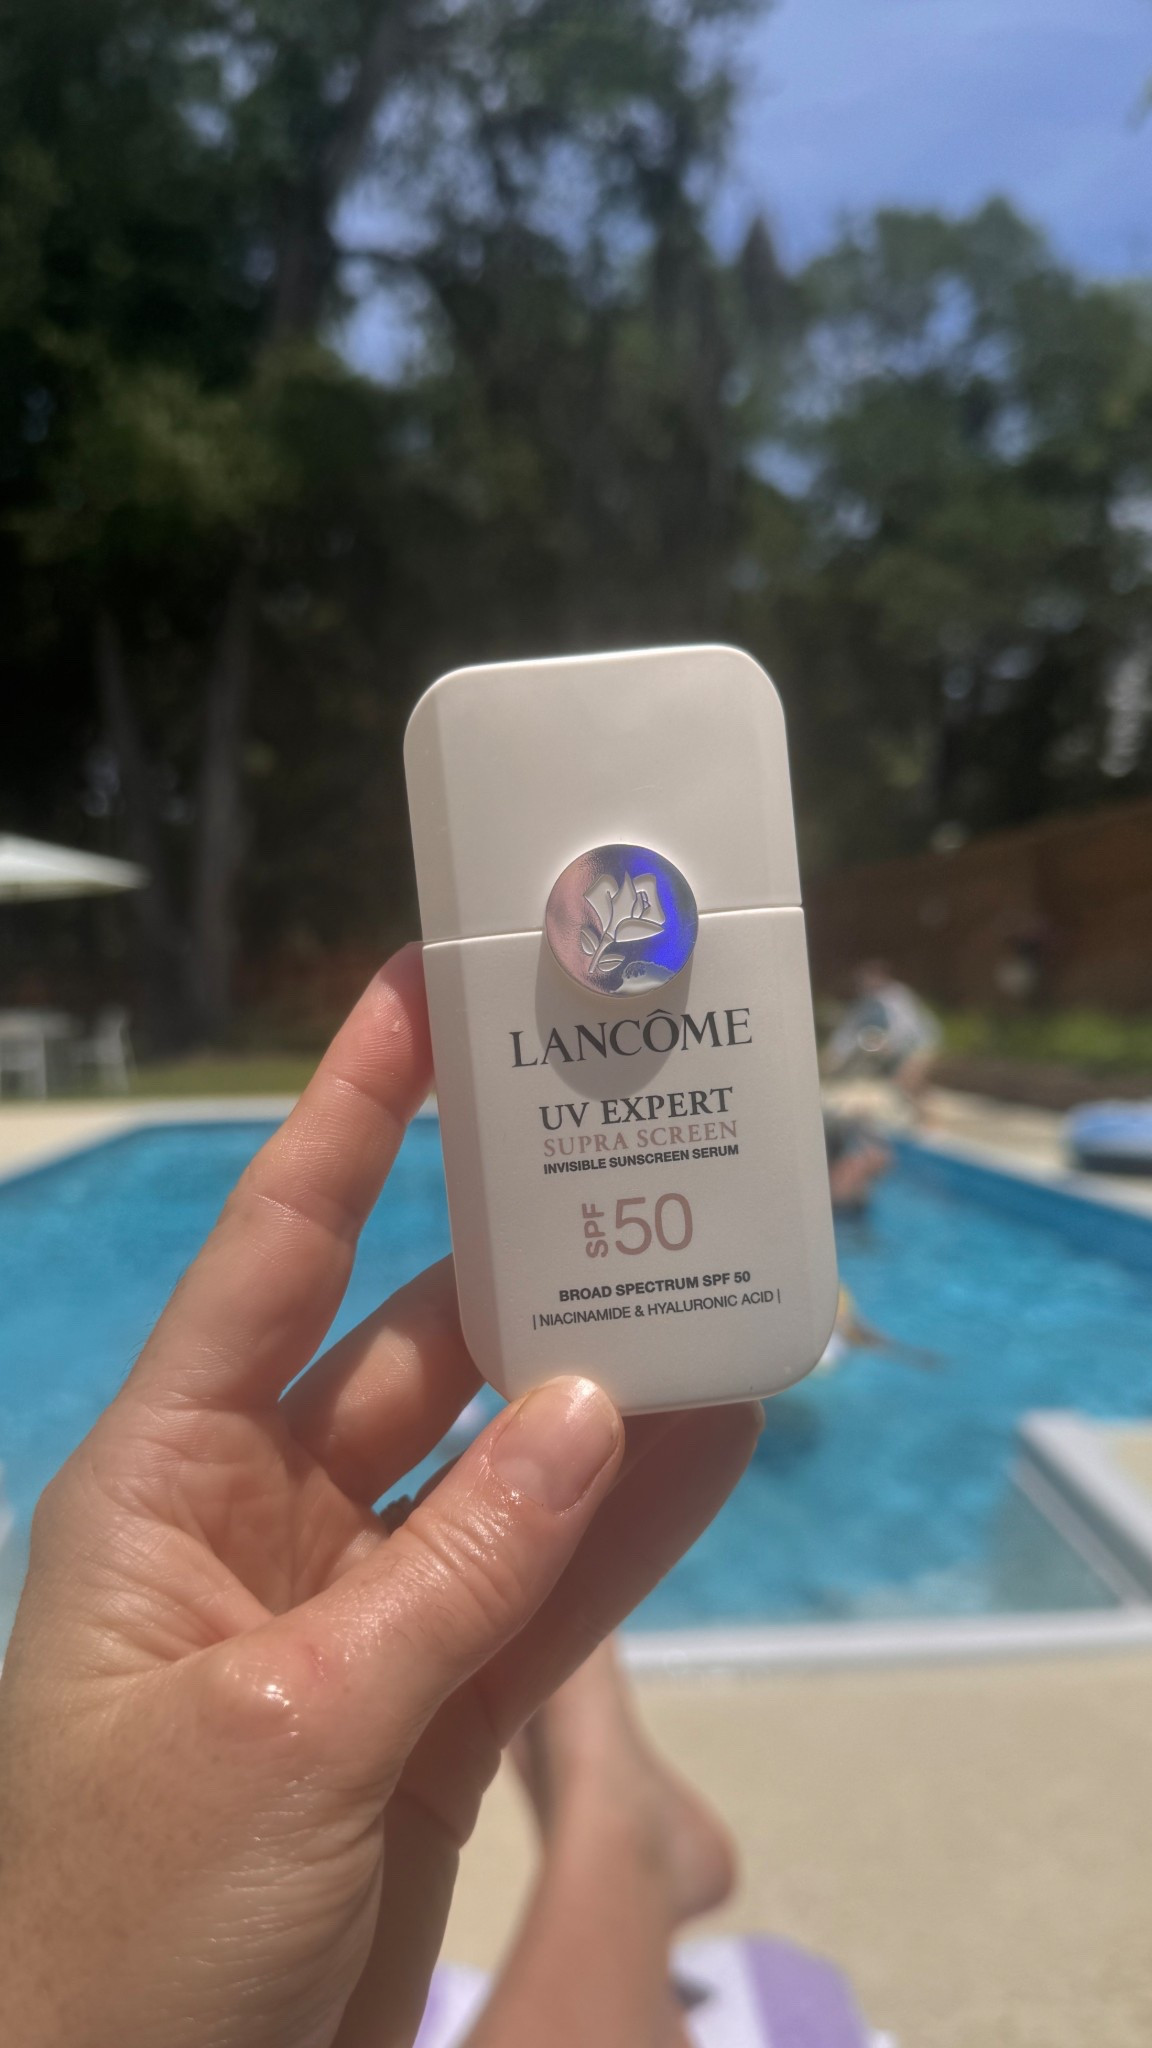 LANCÔME
UV EXPERT
SUPRA SCREEN
INVISIBLE SUNSCREEN SERUM
SPF 50
BROAD SPECTRUM SPF 50
| NIACINAMIDE & HYALURONIC ACID |